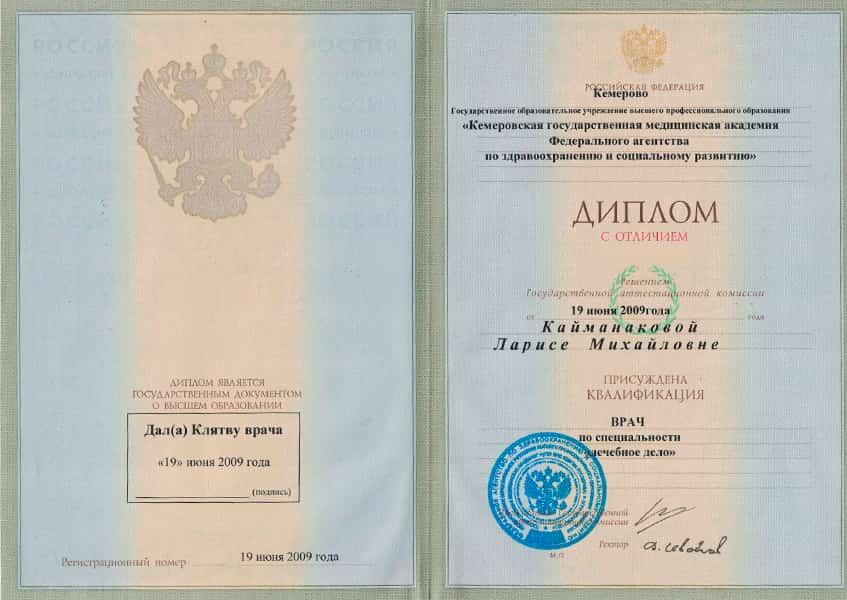 ДИПЛОМ ЯВЛЯЕТСЯ
ГОСУДАРСТВЕННЫМ ДОКУМЕНТОМ
О ВЫСШЕМ ОБРАЗОВАНИИ
Дал(а) Клятву врача
«19» июня 2009 года
(подпись)
Регистрационный номер 19 июня 2009 года
РОССИЙСКАЯ ФЕДЕРАЦИЯ
Кемерово
Государственное образовательное учреждение высшего профессионального образования
«Кемеровская государственная медицинская академия
Федерального агентства
по здравоохранению и социальному развитию»
ДИПЛОМ
С ОТЛИЧИЕМ
Решением
Государственной аттестационной комиссии
от 19 июня 2009года года
Кайманаковой
Ларисе Михайловне
ПРИСУЖДЕНА
КВАЛИФИКАЦИЯ
ВРАЧ
по специальности
«лечебное дело»
Государственной
комиссии
Ректор
М.П.